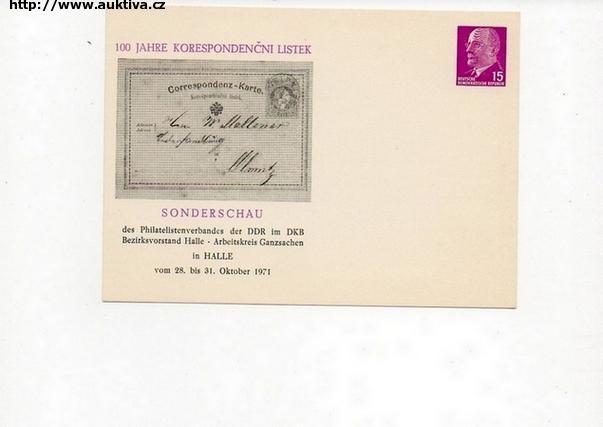 http://www.auktiva.cz
100 JAHRE KORESPONDENČNI LISTEK
15
DEUTSCHE
DEMOKRATISCHE REPUBLIK
Correspondenz-Karte.
Olmütz
SONDERSCHAU
des Philatelistenverbandes der DDR im DKB
Bezirksvorstand Halle - Arbeitskreis Ganzsachen
in HALLE
vom 28. bis 31. Oktober 1971